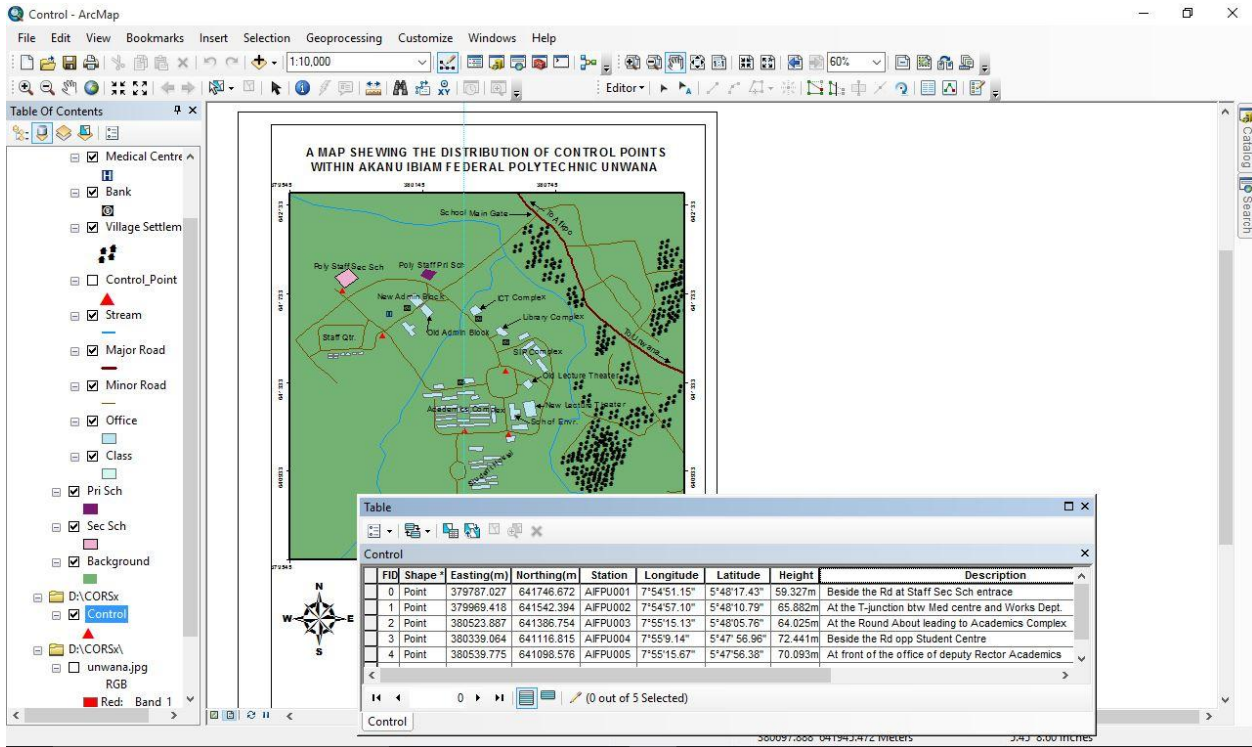 Control - ArcMap
File Edit View Bookmarks Insert Selection Geoprocessing Customize Windows Help
1:10,000
60%
Editor
Table Of Contents
Medical Centre
H
Bank
Village Settlem
Control_Point
Stream
Major Road
Minor Road
Office
Class
Pri Sch
Sec Sch
Background
D:\CORSx
Control
D:\CORSx\
unwana.jpg
RGB
Red: Band_1
Catalog
Search
A MAP SHEWING THE DISTRIBUTION OF CONTROL POINTS
WITHIN AKANU IBIAM FEDERAL POLYTECHNIC UNWANA
379345 380145 380745
School Main Gate
To Afikpo
Poly Staff Sec Sch Poly Staff Pri Sch
New Admin Block
ICT Complex
Library Complex
Staff Qtr.
Old Admin Block
To Unwana
SIP Complex
Old Lecture Theater
New Lecture Theater
Academics Complex
Sch of Envr.
N
W E
S
Table
Control
FID Shape * Easting(m) Northing(m Station Longitude Latitude Height Description
0 Point 379787.027 641746.672 AIFPU001 7°54'51.15" 5°48'17.43" 59.327m Beside the Rd at Staff Sec Sch entrace
1 Point 379969.418 641542.394 AIFPU002 7°54'57.10" 5°48'10.79" 65.882m At the T-junction btw Med centre and Works Dept.
2 Point 380523.887 641386.754 AIFPU003 7°55'15.13" 5°48'05.76" 64.025m At the Round About leading to Academics Complex
3 Point 380339.064 641116.815 AIFPU004 7°55'9.14" 5°47' 56.96" 72.441m Beside the Rd opp Student Centre
4 Point 380539.775 641098.576 AIFPU005 7°55'15.67" 5°47'56.38" 70.093m At front of the office of deputy Rector Academics
0 (0 out of 5 Selected)
Control